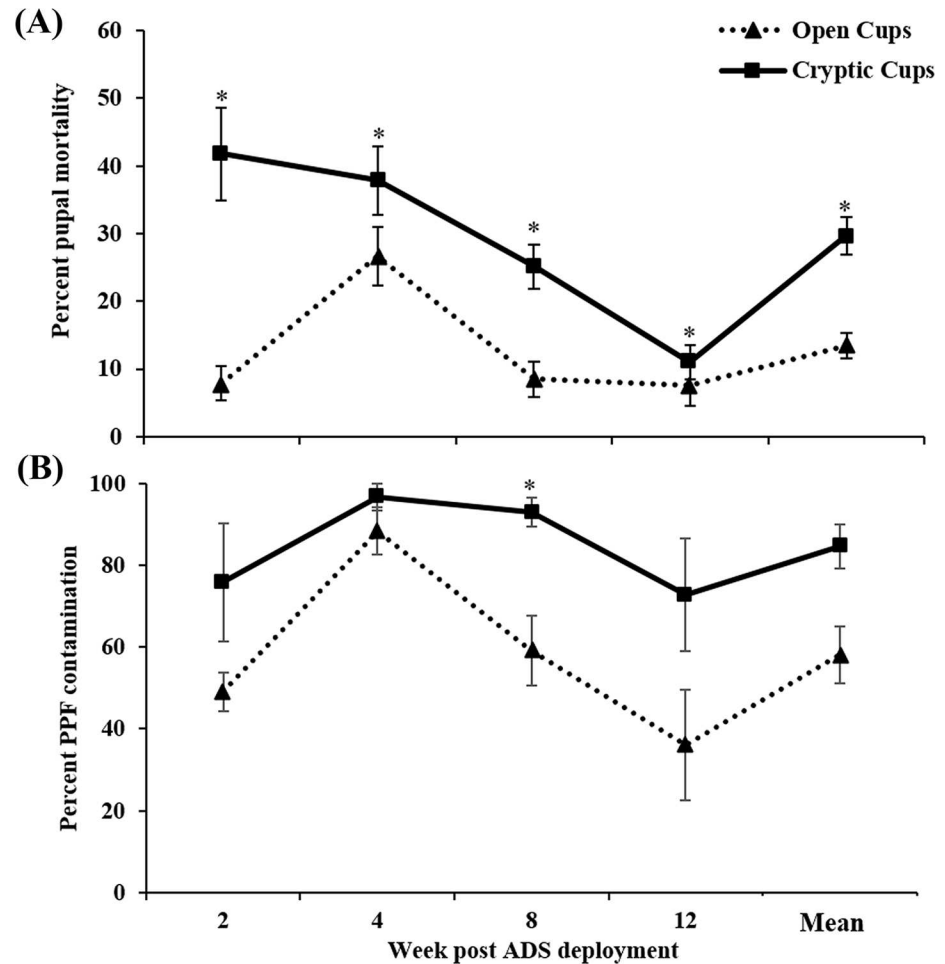 (A)
Open Cups
Cryptic Cups
Percent pupal mortality
60
50
40
30
20
10
0
*
*
*
*
*
(B)
Percent PPF contamination
100
80
60
40
20
0
*
2 4 8 12 Mean
Week post ADS deployment